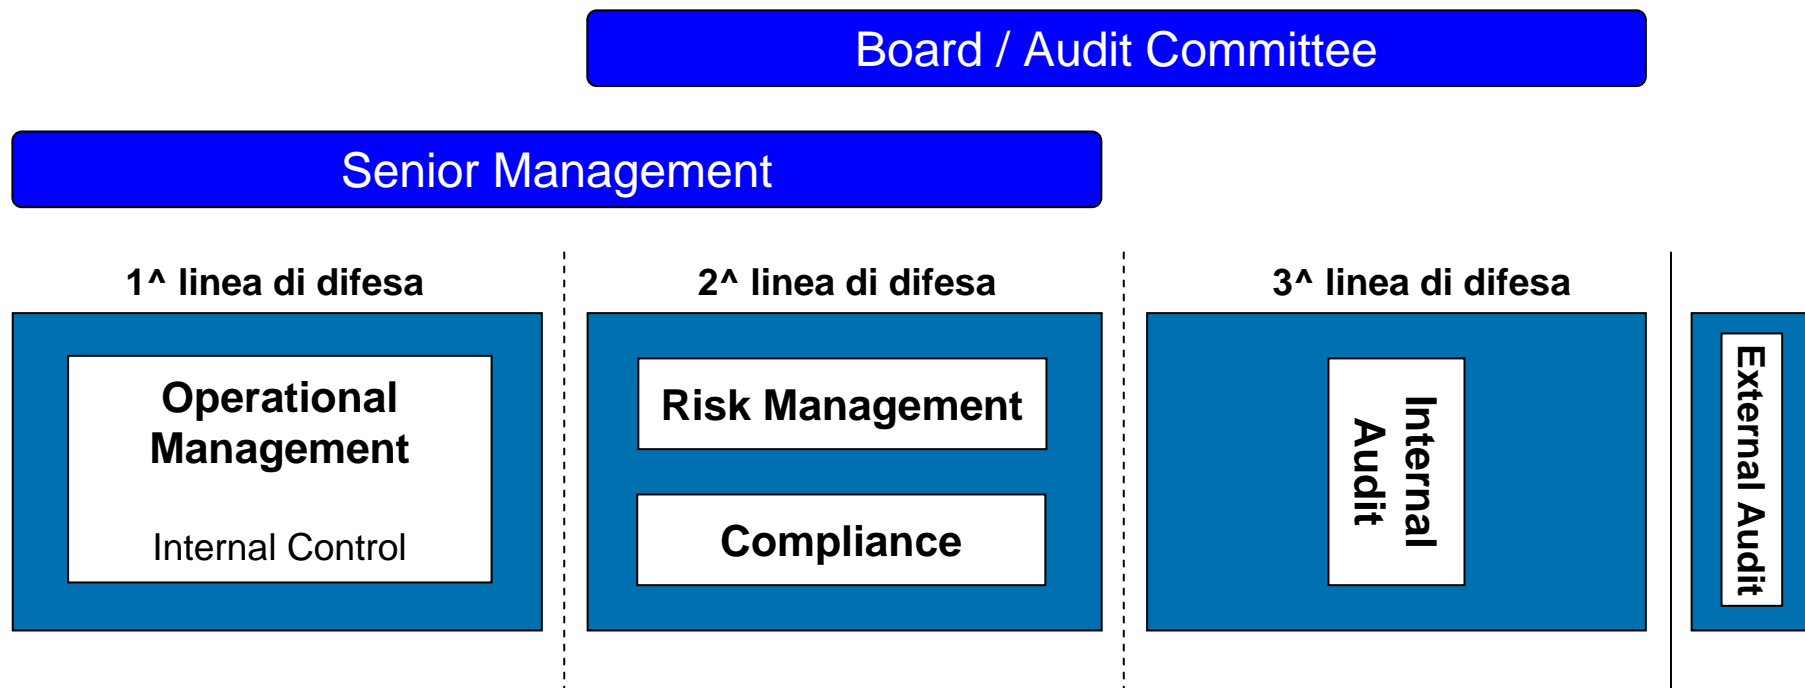 Board / Audit Committee
Senior Management
1^ linea di difesa
2^ linea di difesa
3^ linea di difesa
Operational
Management
Internal Control
Risk Management
Compliance
Internal
Audit
External Audit